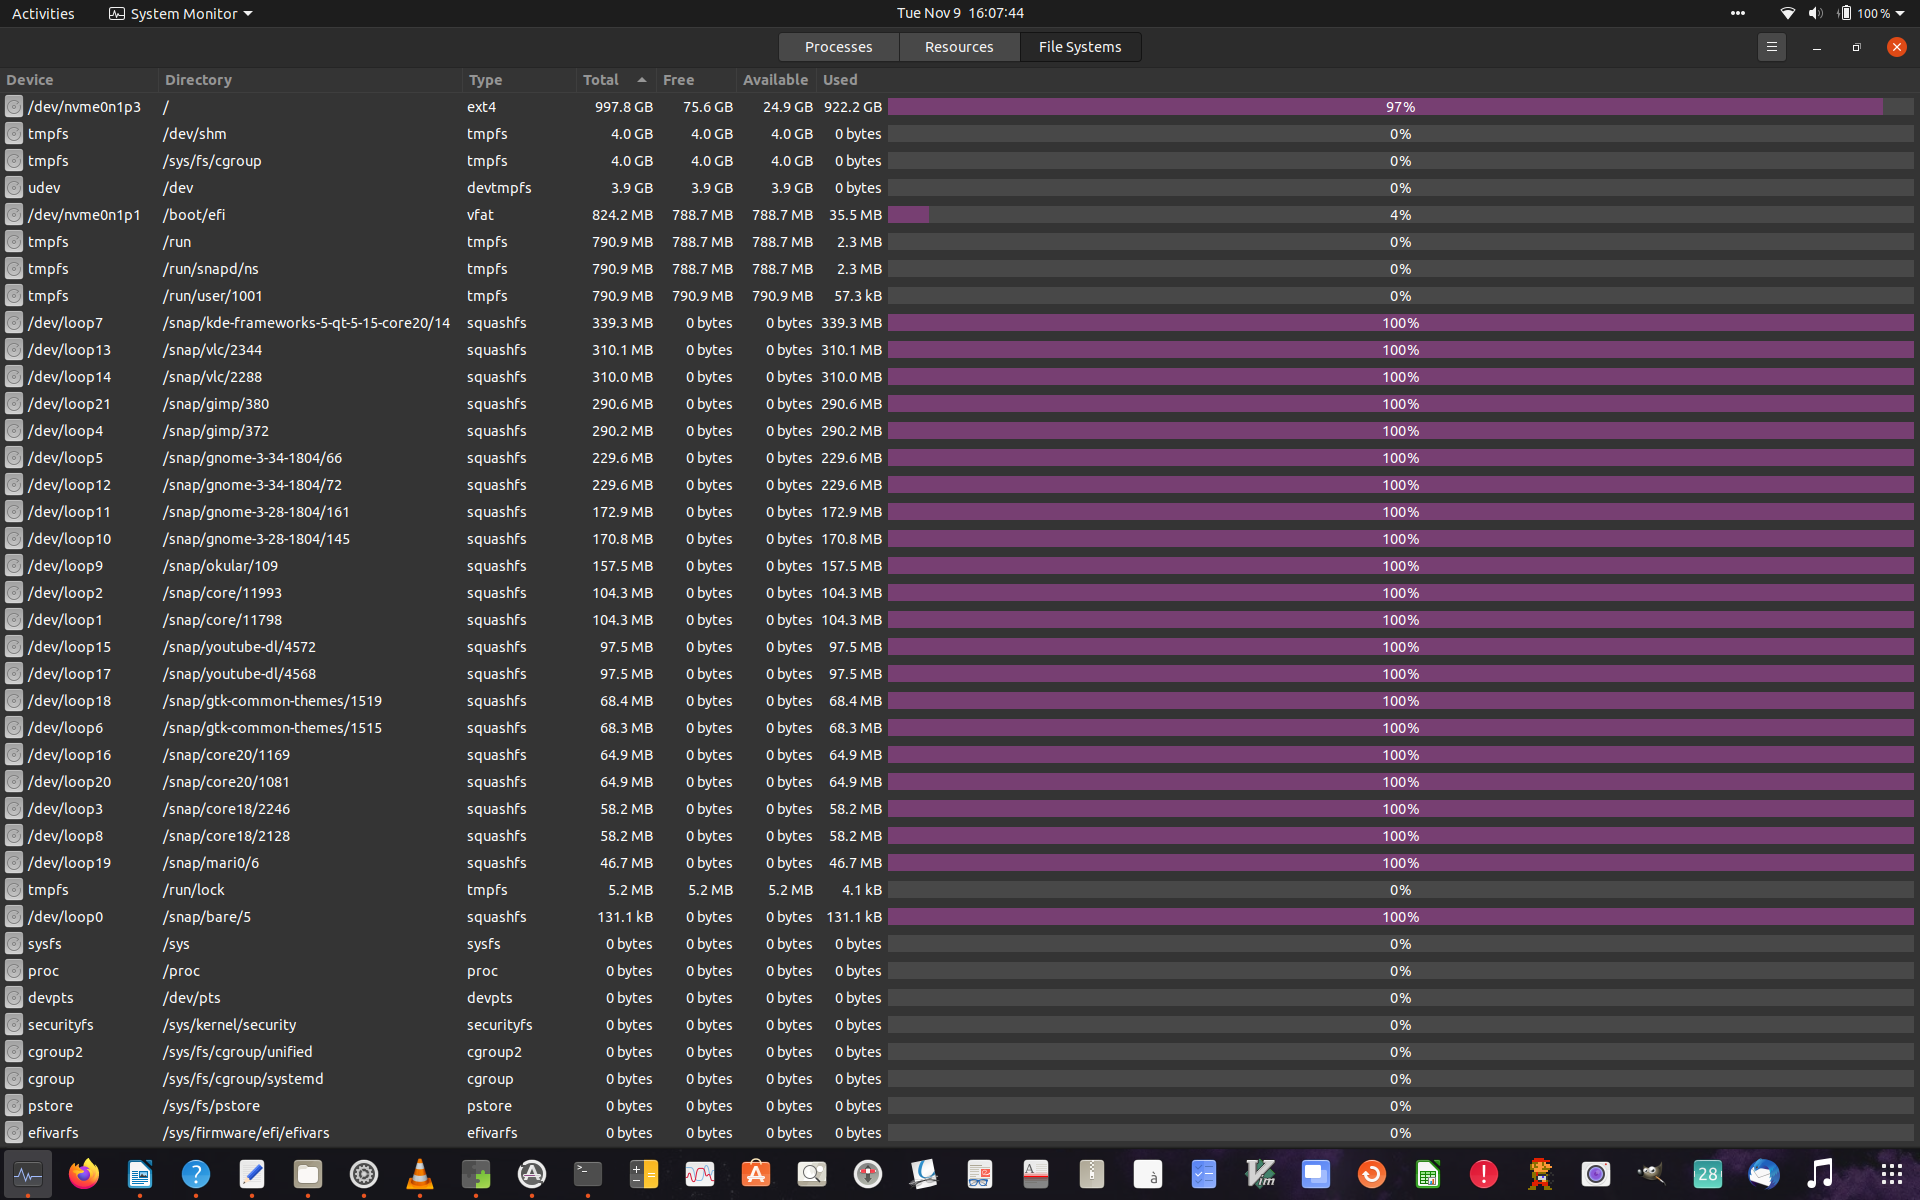 Activities System Monitor Tue Nov 9 16:07:44 100 %
Processes Resources File Systems
Device Directory Type Total Free Available Used
/dev/nvme0n1p3 / ext4 997.8 GB 75.6 GB 24.9 GB 922.2 GB 97%
tmpfs /dev/shm tmpfs 4.0 GB 4.0 GB 4.0 GB 0 bytes 0%
tmpfs /sys/fs/cgroup tmpfs 4.0 GB 4.0 GB 4.0 GB 0 bytes 0%
udev /dev devtmpfs 3.9 GB 3.9 GB 3.9 GB 0 bytes 0%
/dev/nvme0n1p1 /boot/efi vfat 824.2 MB 788.7 MB 788.7 MB 35.5 MB 4%
tmpfs /run tmpfs 790.9 MB 788.7 MB 788.7 MB 2.3 MB 0%
tmpfs /run/snapd/ns tmpfs 790.9 MB 788.7 MB 788.7 MB 2.3 MB 0%
tmpfs /run/user/1001 tmpfs 790.9 MB 790.9 MB 790.9 MB 57.3 kB 0%
/dev/loop7 /snap/kde-frameworks-5-qt-5-15-core20/14 squashfs 339.3 MB 0 bytes 0 bytes 339.3 MB 100%
/dev/loop13 /snap/vlc/2344 squashfs 310.1 MB 0 bytes 0 bytes 310.1 MB 100%
/dev/loop14 /snap/vlc/2288 squashfs 310.0 MB 0 bytes 0 bytes 310.0 MB 100%
/dev/loop21 /snap/gimp/380 squashfs 290.6 MB 0 bytes 0 bytes 290.6 MB 100%
/dev/loop4 /snap/gimp/372 squashfs 290.2 MB 0 bytes 0 bytes 290.2 MB 100%
/dev/loop5 /snap/gnome-3-34-1804/66 squashfs 229.6 MB 0 bytes 0 bytes 229.6 MB 100%
/dev/loop12 /snap/gnome-3-34-1804/72 squashfs 229.6 MB 0 bytes 0 bytes 229.6 MB 100%
/dev/loop11 /snap/gnome-3-28-1804/161 squashfs 172.9 MB 0 bytes 0 bytes 172.9 MB 100%
/dev/loop10 /snap/gnome-3-28-1804/145 squashfs 170.8 MB 0 bytes 0 bytes 170.8 MB 100%
/dev/loop9 /snap/okular/109 squashfs 157.5 MB 0 bytes 0 bytes 157.5 MB 100%
/dev/loop2 /snap/core/11993 squashfs 104.3 MB 0 bytes 0 bytes 104.3 MB 100%
/dev/loop1 /snap/core/11798 squashfs 104.3 MB 0 bytes 0 bytes 104.3 MB 100%
/dev/loop15 /snap/youtube-dl/4572 squashfs 97.5 MB 0 bytes 0 bytes 97.5 MB 100%
/dev/loop17 /snap/youtube-dl/4568 squashfs 97.5 MB 0 bytes 0 bytes 97.5 MB 100%
/dev/loop18 /snap/gtk-common-themes/1519 squashfs 68.4 MB 0 bytes 0 bytes 68.4 MB 100%
/dev/loop6 /snap/gtk-common-themes/1515 squashfs 68.3 MB 0 bytes 0 bytes 68.3 MB 100%
/dev/loop16 /snap/core20/1169 squashfs 64.9 MB 0 bytes 0 bytes 64.9 MB 100%
/dev/loop20 /snap/core20/1081 squashfs 64.9 MB 0 bytes 0 bytes 64.9 MB 100%
/dev/loop3 /snap/core18/2246 squashfs 58.2 MB 0 bytes 0 bytes 58.2 MB 100%
/dev/loop8 /snap/core18/2128 squashfs 58.2 MB 0 bytes 0 bytes 58.2 MB 100%
/dev/loop19 /snap/mari0/6 squashfs 46.7 MB 0 bytes 0 bytes 46.7 MB 100%
tmpfs /run/lock tmpfs 5.2 MB 5.2 MB 5.2 MB 4.1 kB 0%
/dev/loop0 /snap/bare/5 squashfs 131.1 kB 0 bytes 0 bytes 131.1 kB 100%
sysfs /sys sysfs 0 bytes 0 bytes 0 bytes 0 bytes 0%
proc /proc proc 0 bytes 0 bytes 0 bytes 0 bytes 0%
devpts /dev/pts devpts 0 bytes 0 bytes 0 bytes 0 bytes 0%
securityfs /sys/kernel/security securityfs 0 bytes 0 bytes 0 bytes 0 bytes 0%
cgroup2 /sys/fs/cgroup/unified cgroup2 0 bytes 0 bytes 0 bytes 0 bytes 0%
cgroup /sys/fs/cgroup/systemd cgroup 0 bytes 0 bytes 0 bytes 0 bytes 0%
pstore /sys/fs/pstore pstore 0 bytes 0 bytes 0 bytes 0 bytes 0%
efivarfs /sys/firmware/efi/efivars efivarfs 0 bytes 0 bytes 0 bytes 0 bytes 0%
28